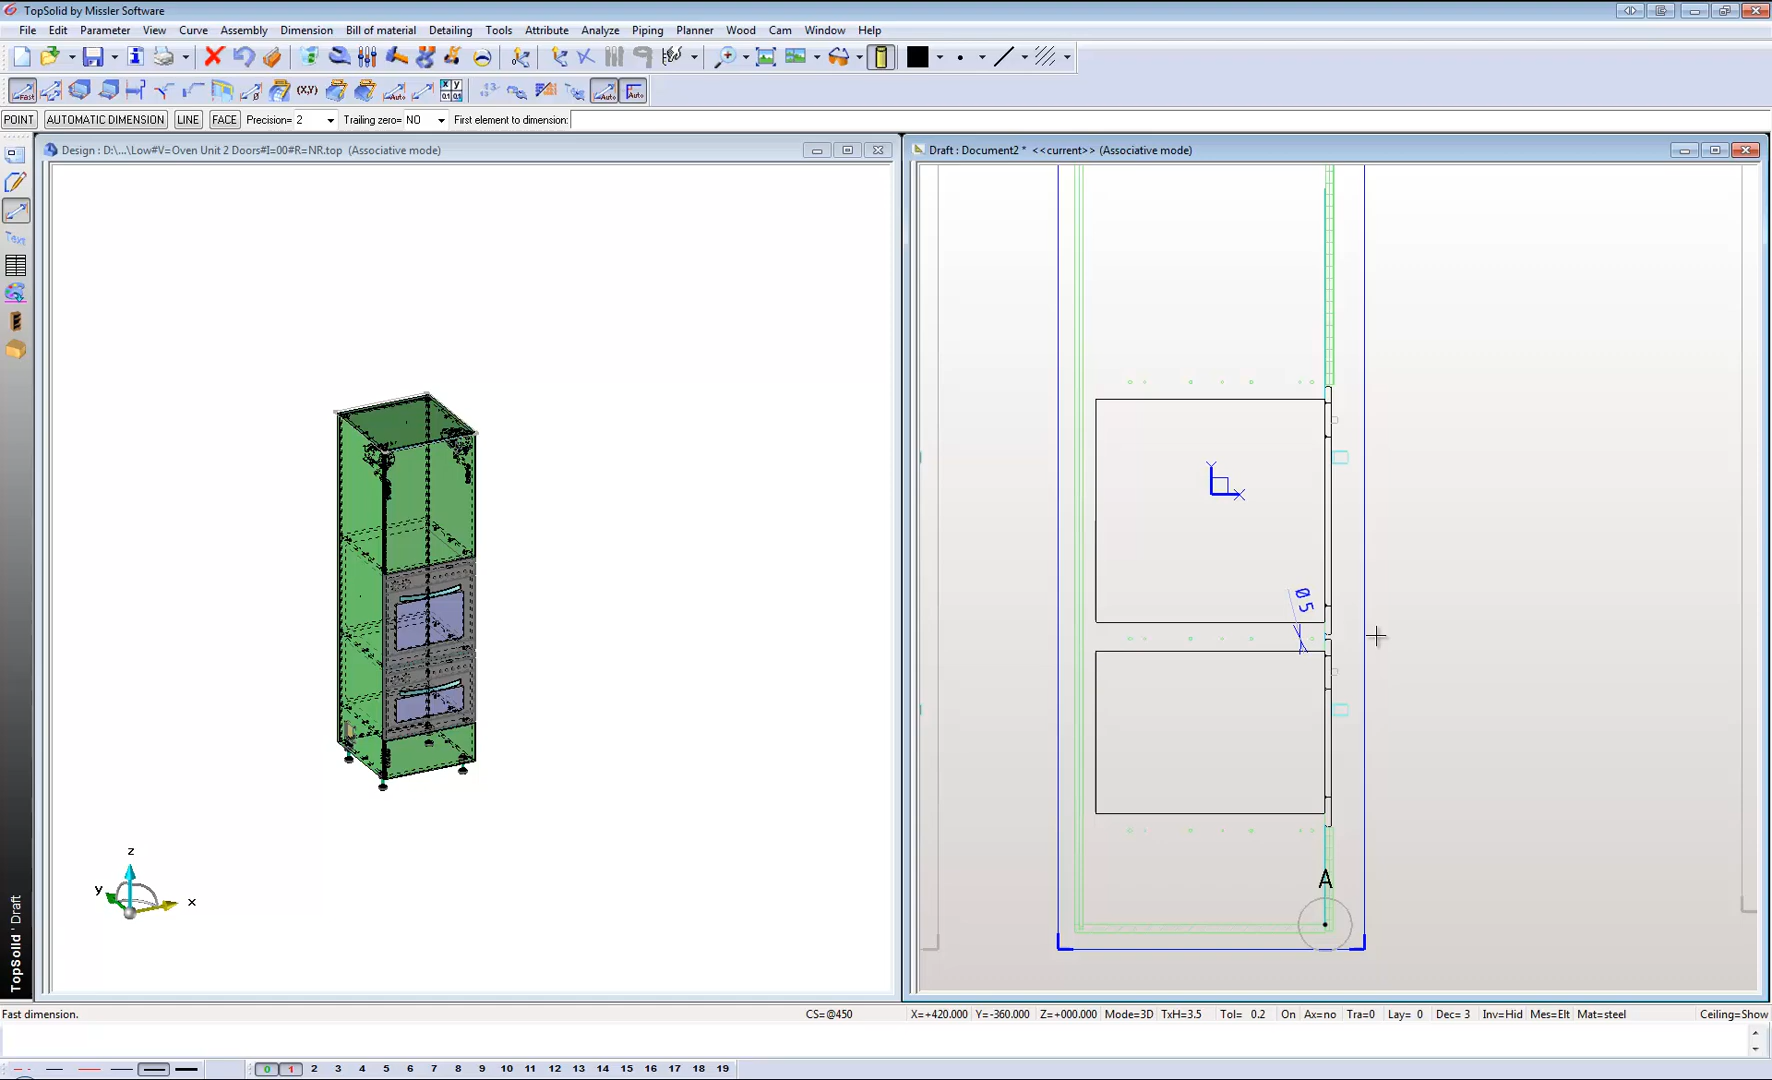 TopSolid by Missler Software
File Edit Parameter View Curve Assembly Dimension Bill of material Detailing Tools Attribute Analyze Piping Planner Wood Cam Window Help
POINT AUTOMATIC DIMENSION LINE FACE Precision= 2 Trailing zero= NO First element to dimension:
Design : D:\...\Low#V=Oven Unit 2 Doors#I=00#R=NR.top (Associative mode)
Draft : Document2 * <<current>> (Associative mode)
Y
X
Ø5
A
z
y
x
TopSolid'Draft
Fast dimension. CS=@450 X=+420.000 Y=-360.000 Z=+000.000 Mode=3D TxH=3.5 Tol= 0.2 On Ax=no Tra=0 Lay= 0 Dec= 3 Inv=Hid Mes=Elt Mat=steel Ceiling=Show
0 1 2 3 4 5 6 7 8 9 10 11 12 13 14 15 16 17 18 19